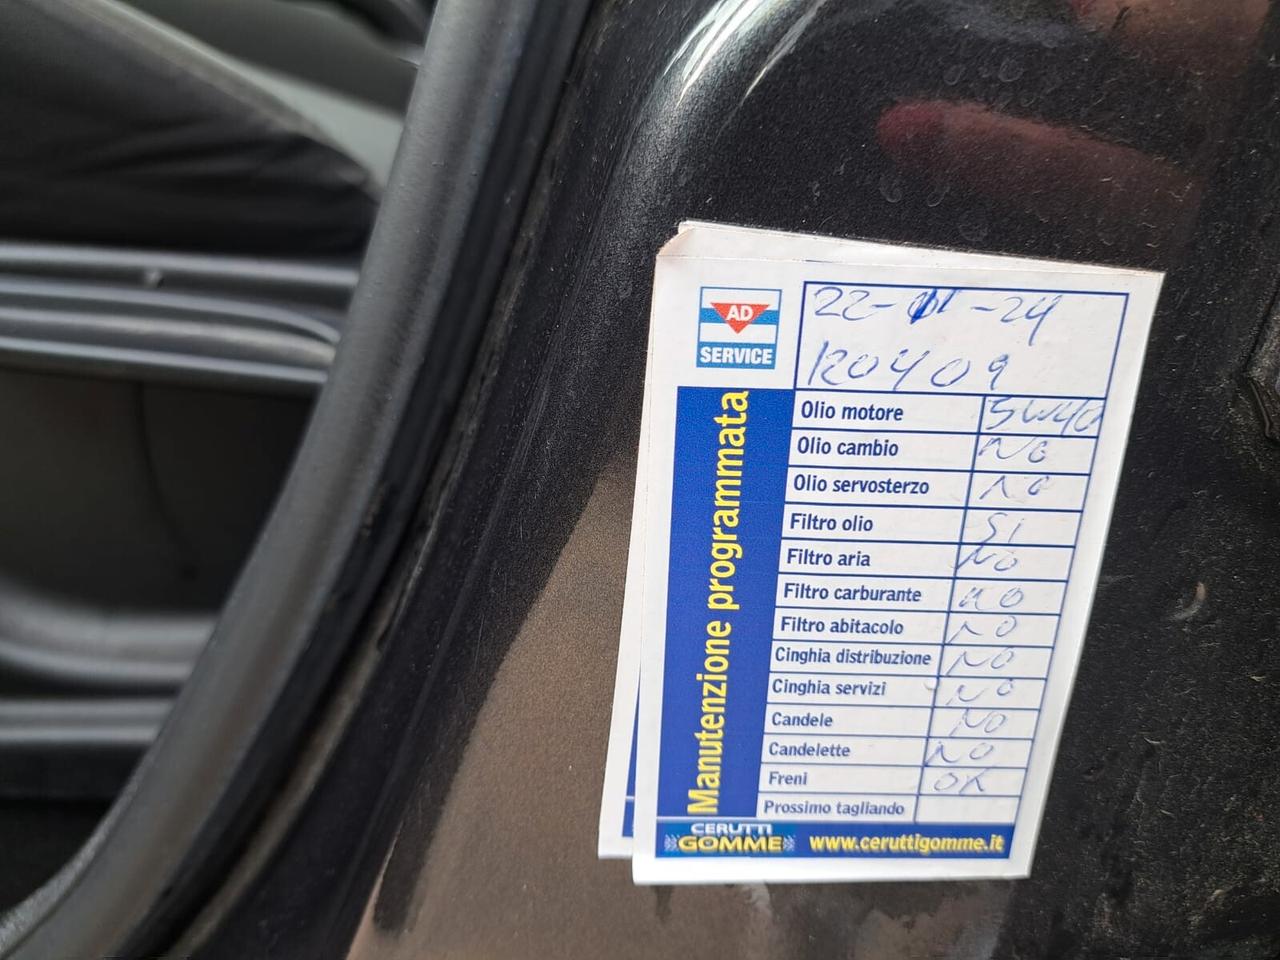 AD
SERVICE
22- -24
120409
Manutenzione programmata
Olio motore 5W40
Olio cambio NO
Olio servosterzo NO
Filtro olio SI
Filtro aria NO
Filtro carburante NO
Filtro abitacolo NO
Cinghia distribuzione NO
Cinghia servizi NO
Candele NO
Candelette NO
Freni OK
Prossimo tagliando
CERUTTI
GOMME www.ceruttigomme.it